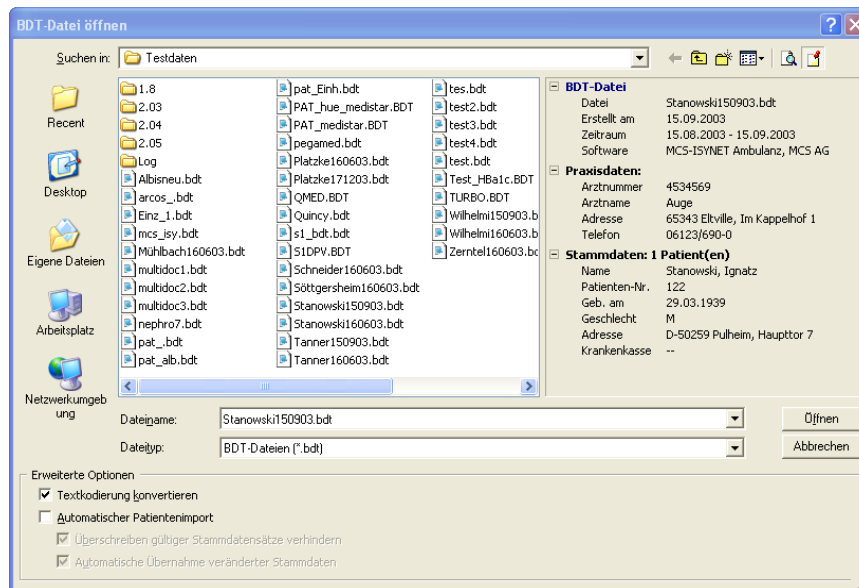 BDT-Datei öffnen
Suchen in: Testdaten
Recent
Desktop
Eigene Dateien
Arbeitsplatz
Netzwerkumgeb
ung
1.8
2.03
2.04
2.05
Log
Albisneu.bdt
arcos_.bdt
Einz_1.bdt
mcs_isy.bdt
Mühlbach160603.bdt
multidoc1.bdt
multidoc2.bdt
multidoc3.bdt
nephro7.bdt
pat_.bdt
pat_alb.bdt
pat_Einh.bdt
PAT_hue_medistar.BDT
PAT_medistar.BDT
pegamed.bdt
Platzke160603.bdt
Platzke171203.bdt
QMED.BDT
Quincy.bdt
s1_bdt.bdt
S1DPV.BDT
Schneider160603.bdt
Söttgersheim160603.bdt
Stanowski150903.bdt
Stanowski160603.bdt
Tanner150903.bdt
Tanner160603.bdt
tes.bdt
test2.bdt
test3.bdt
test4.bdt
test.bdt
Test_HBa1c.BDT
TURBO.BDT
Wilhelmi150903.b
Wilhelmi160603.b
Zerntel160603.bd
BDT-Datei
Datei Stanowski150903.bdt
Erstellt am 15.09.2003
Zeitraum 15.08.2003 - 15.09.2003
Software MCS-ISYNET Ambulanz, MCS AG
Praxisdaten:
Arztnummer 4534569
Arztname Auge
Adresse 65343 Eltville, Im Kappelhof 1
Telefon 06123/690-0
Stammdaten: 1 Patient(en)
Name Stanowski, Ignatz
Patienten-Nr. 122
Geb. am 29.03.1939
Geschlecht M
Adresse D-50259 Pulheim, Haupttor 7
Krankenkasse --
Dateiname: Stanowski150903.bdt
Öffnen
Dateityp: BDT-Dateien (*.bdt)
Abbrechen
Erweiterte Optionen
Textkodierung konvertieren
Automatischer Patientenimport
Überschreiben gültiger Stammdatensätze verhindern
Automatische Übernahme veränderter Stammdaten